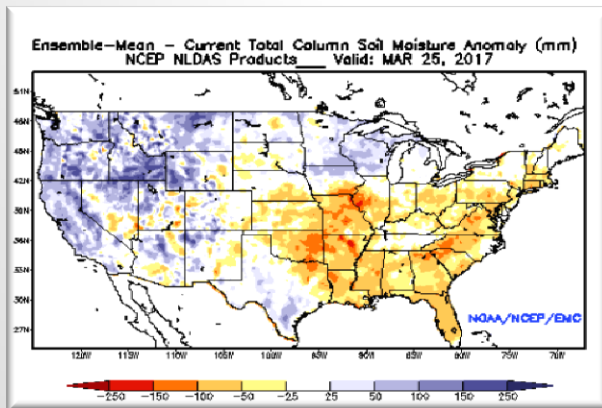 Ensemble-Mean - Current Total Column Soil Moisture Anomaly (mm)
NCEP NLDAS Products___ Valid: MAR 25, 2017
51N
48N
45N
42N
39N
36N
33N
30N
27N
NOAA/NCEP/EMC
120W 115W 110W 105W 100W 95W 90W 85W 80W 75W 70W
-250 -150 -100 -50 -25 25 50 100 150 250